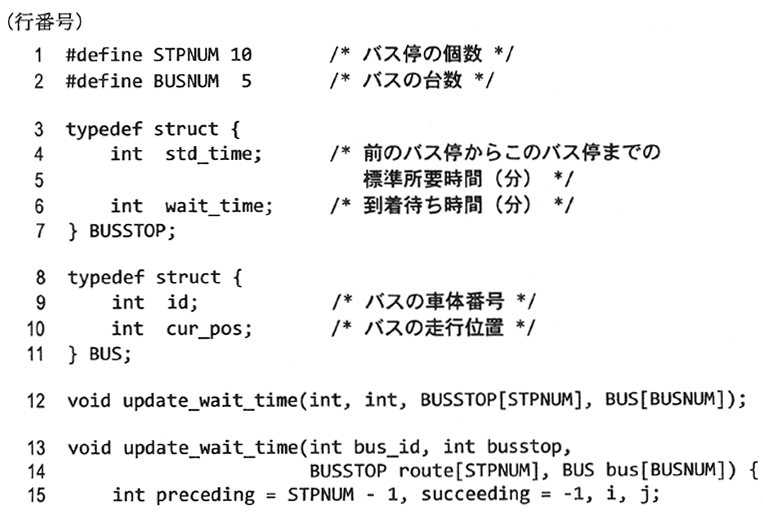 (行番号)
1 #define STPNUM 10 /* バス停の個数 */
2 #define BUSNUM 5 /* バスの台数 */
3 typedef struct {
4 int std_time; /* 前のバス停からこのバス停までの
5 標準所要時間（分） */
6 int wait_time; /* 到着待ち時間（分） */
7 } BUSSTOP;
8 typedef struct {
9 int id; /* バスの車体番号 */
10 int cur_pos; /* バスの走行位置 */
11 } BUS;
12 void update_wait_time(int, int, BUSSTOP[STPNUM], BUS[BUSNUM]);
13 void update_wait_time(int bus_id, int busstop,
14 BUSSTOP route[STPNUM], BUS bus[BUSNUM]) {
15 int preceding = STPNUM - 1, succeeding = -1, i, j;